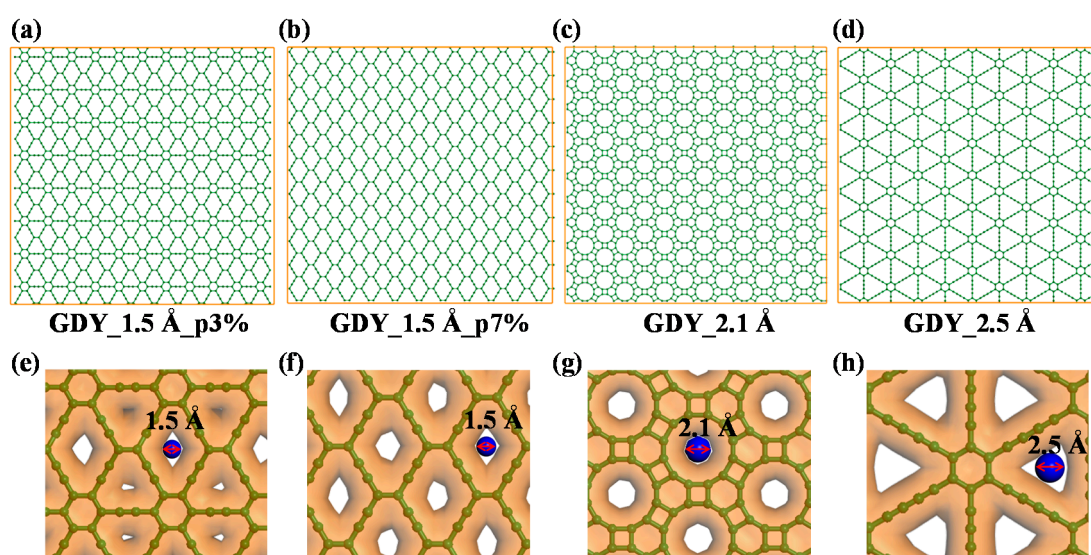 (a) (b) (c) (d)
GDY_1.5 Å_p3% GDY_1.5 Å_p7% GDY_2.1 Å GDY_2.5 Å
(e) (f) (g) (h)
1.5 Å 1.5 Å 2.1 Å 2.5 Å